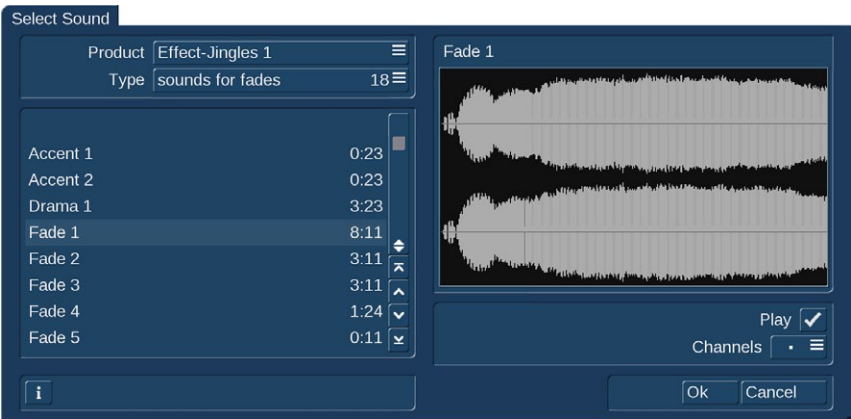 Select Sound
Product Effect-Jingles 1
Type sounds for fades 18
Accent 1 0:23
Accent 2 0:23
Drama 1 3:23
Fade 1 8:11
Fade 2 3:11
Fade 3 3:11
Fade 4 1:24
Fade 5 0:11
i
Fade 1
Play
Channels
Ok Cancel